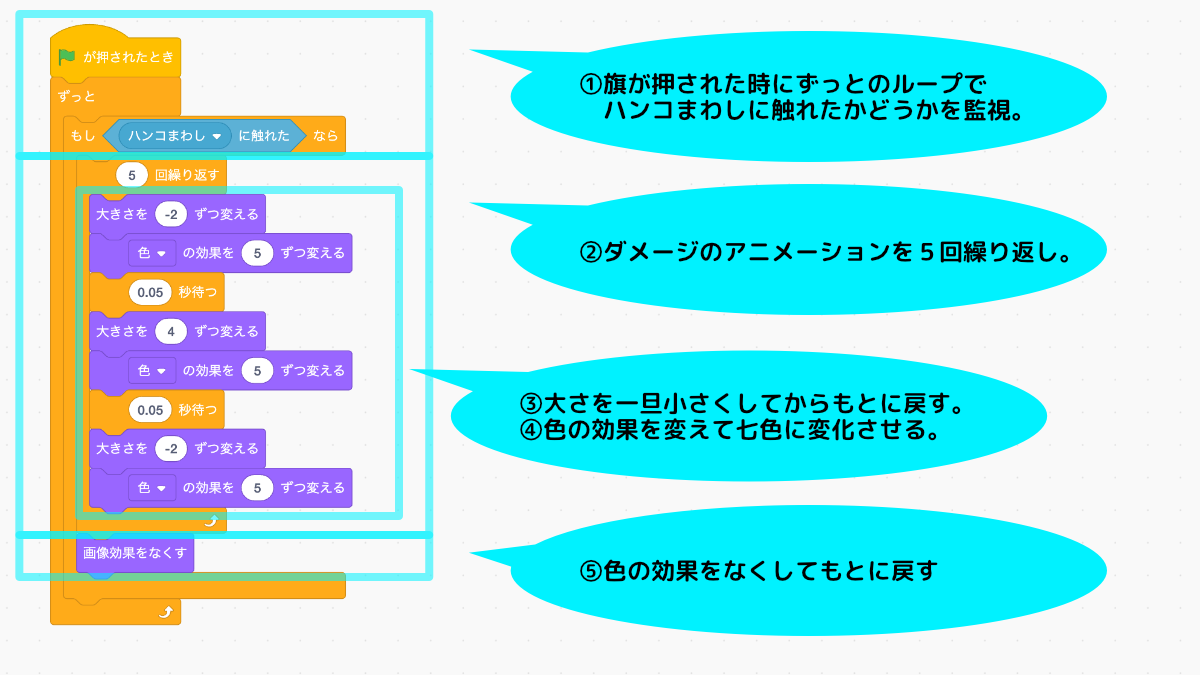 が押されたとき
ずっと
もし ハンコまわし に触れた なら
5 回繰り返す
大きさを -2 ずつ変える
色 の効果を 5 ずつ変える
0.05 秒待つ
大きさを 4 ずつ変える
色 の効果を 5 ずつ変える
0.05 秒待つ
大きさを -2 ずつ変える
色 の効果を 5 ずつ変える
画像効果をなくす
①旗が押された時にずっとのループで
ハンコまわしに触れたかどうかを監視。
②ダメージのアニメーションを５回繰り返し。
③大さを一旦小さくしてからもとに戻す。
④色の効果を変えて七色に変化させる。
⑤色の効果をなくしてもとに戻す